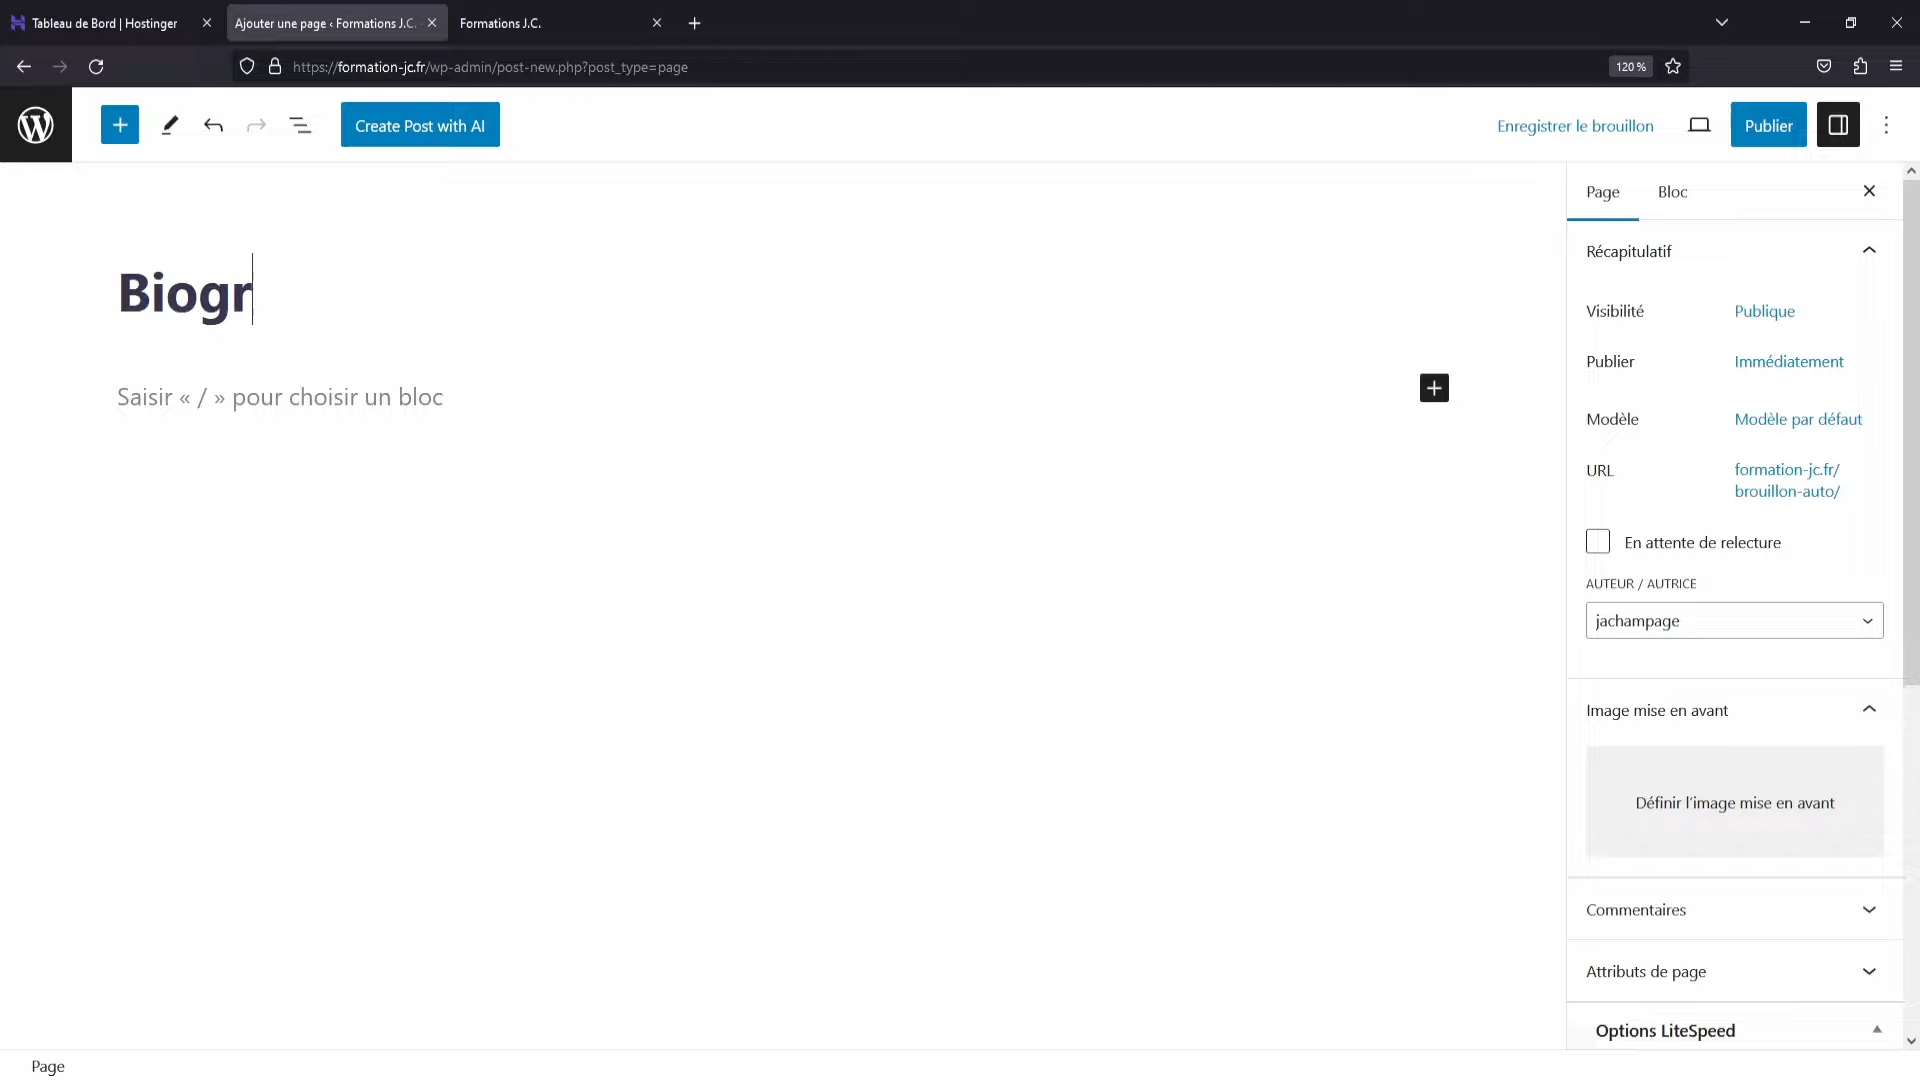 Tableau de Bord | Hostinger
Ajouter une page ‹ Formations J.C.
Formations J.C.
https://formation-jc.fr/wp-admin/post-new.php?post_type=page
120 %
Create Post with AI
Enregistrer le brouillon
Publier
Page
Bloc
Récapitulatif
Biogr
Visibilité
Publique
Publier
Immédiatement
Saisir « / » pour choisir un bloc
Modèle
Modèle par défaut
URL
formation-jc.fr/
brouillon-auto/
En attente de relecture
AUTEUR / AUTRICE
jachampage
Image mise en avant
Définir l’image mise en avant
Commentaires
Attributs de page
Options LiteSpeed
Page